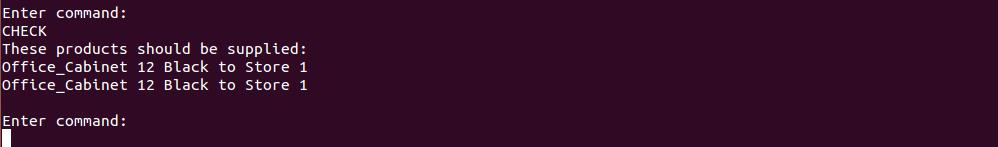 Enter command:
CHECK
These products should be supplied:
Office_Cabinet 12 Black to Store 1
Office_Cabinet 12 Black to Store 1
Enter command: